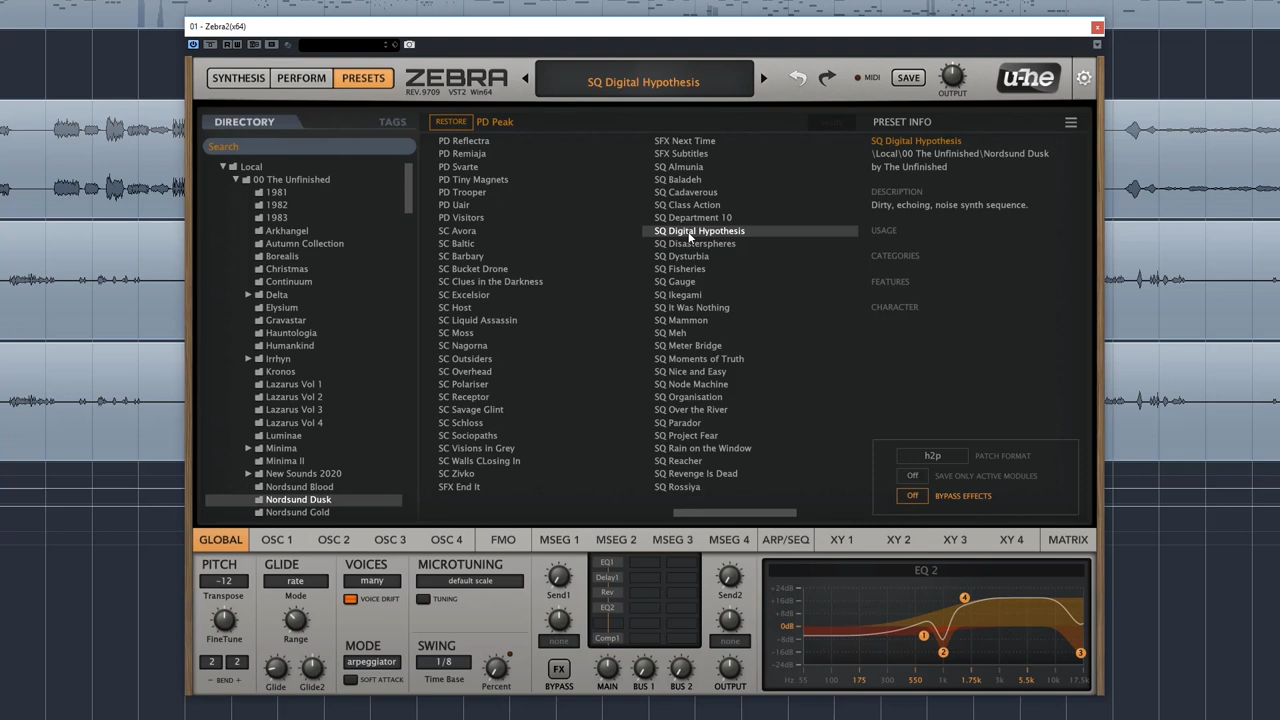 01 - Zebra2(x64)
SYNTHESIS
PERFORM
PRESETS
ZEBRA
REV. 9709 VST2 Win64
SQ Digital Hypothesis
MIDI
SAVE
OUTPUT
u-he
DIRECTORY
TAGS
Search
Local
00 The Unfinished
1981
1982
1983
Arkhangel
Autumn Collection
Borealis
Christmas
Continuum
Delta
Elysium
Gravastar
Hauntologia
Humankind
Irrhyn
Kronos
Lazarus Vol 1
Lazarus Vol 2
Lazarus Vol 3
Lazarus Vol 4
Luminae
Minima
Minima II
New Sounds 2020
Nordsund Blood
Nordsund Dusk
Nordsund Gold
RESTORE PD Peak
PD Reflectra
PD Remiaja
PD Svarte
PD Tiny Magnets
PD Trooper
PD Uair
PD Visitors
SC Avora
SC Baltic
SC Barbary
SC Bucket Drone
SC Clues in the Darkness
SC Excelsior
SC Host
SC Liquid Assassin
SC Moss
SC Nagorna
SC Outsiders
SC Overhead
SC Polariser
SC Receptor
SC Savage Glint
SC Schloss
SC Sociopaths
SC Visions in Grey
SC Walls CLosing In
SC Zivko
SFX End It
SFX Next Time
SFX Subtitles
SQ Almunia
SQ Baladeh
SQ Cadaverous
SQ Class Action
SQ Department 10
SQ Digital Hypothesis
SQ Disasterspheres
SQ Dysturbia
SQ Fisheries
SQ Gauge
SQ Ikegami
SQ It Was Nothing
SQ Mammon
SQ Meh
SQ Meter Bridge
SQ Moments of Truth
SQ Nice and Easy
SQ Node Machine
SQ Organisation
SQ Over the River
SQ Parador
SQ Project Fear
SQ Rain on the Window
SQ Reacher
SQ Revenge Is Dead
SQ Rossiya
PRESET INFO
SQ Digital Hypothesis
\Local\00 The Unfinished\Nordsund Dusk
by The Unfinished
DESCRIPTION
Dirty, echoing, noise synth sequence.
USAGE
CATEGORIES
FEATURES
CHARACTER
h2p PATCH FORMAT
Off SAVE ONLY ACTIVE MODULES
Off BYPASS EFFECTS
GLOBAL OSC 1 OSC 2 OSC 3 OSC 4 FMO MSEG 1 MSEG 2 MSEG 3 MSEG 4 ARP/SEQ XY 1 XY 2 XY 3 XY 4 MATRIX
PITCH
-12
Transpose
FineTune
2 2
- BEND +
GLIDE
rate
Mode
Range
Glide Glide2
VOICES
many
VOICE DRIFT
MODE
arpeggiator
SOFT ATTACK
MICROTUNING
default scale
TUNING
SWING
1/8
Time Base
Percent
Send1
none
FX
BYPASS
EQ1
Delay1
Rev
EQ2
Comp1
MAIN
BUS 1
BUS 2
Send2
none
OUTPUT
EQ 2
+24dB
+16dB
+8dB
0dB
-8dB
-16dB
-24dB
1
2
3
4
Hz 55 100 175 300 550 1k 1.75k 3k 5.5k 10k 17.5k